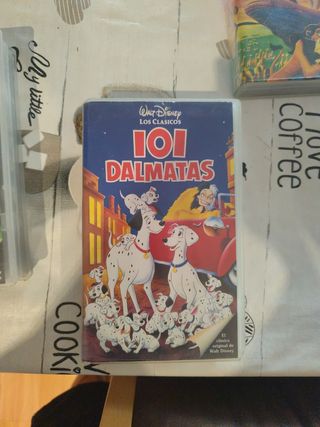 WALT DISNEY
LOS CLASICOS
101
DALMATAS
El
clásico
original de
Walt Disney
My little
COOKI
I love
COFFEE